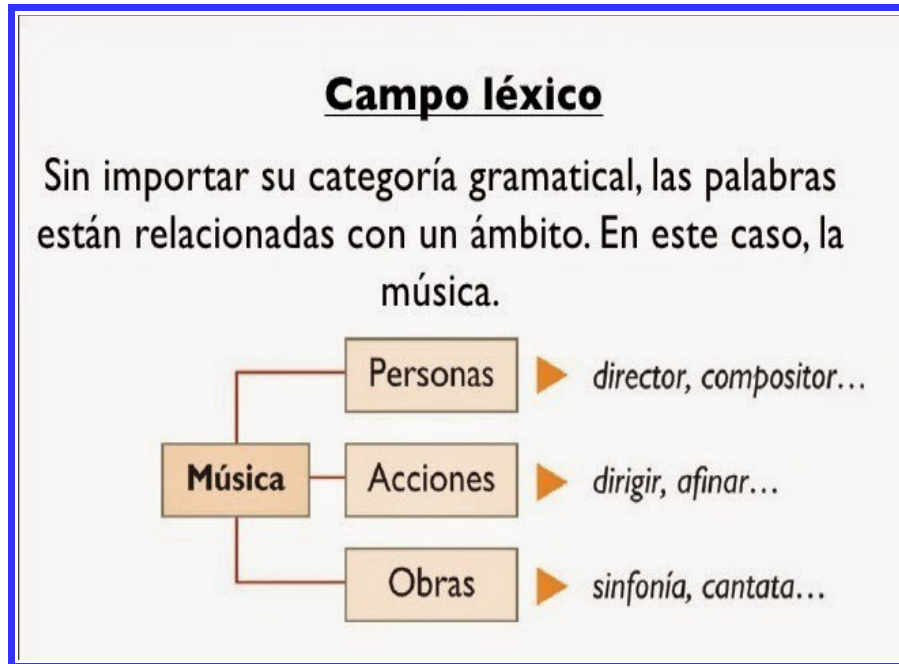 Campo léxico
Sin importar su categoría gramatical, las palabras
están relacionadas con un ámbito. En este caso, la
música.
Personas
director, compositor...
Música
Acciones
dirigir, afinar...
Obras
sinfonía, cantata...